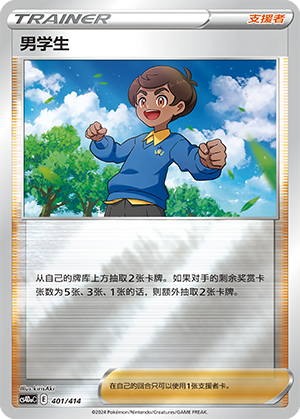 TRAINER
支援者
男学生
从自己的牌库上方抽取2张卡牌。如果对手的剩余奖赏卡
张数为5张、3张、1张的话，则额外抽取2张卡牌。
Illus. kirisAki
在自己的回合只可以使用1张支援者卡。
401/414
©2024 Pokémon/Nintendo/Creatures/GAME FREAK.